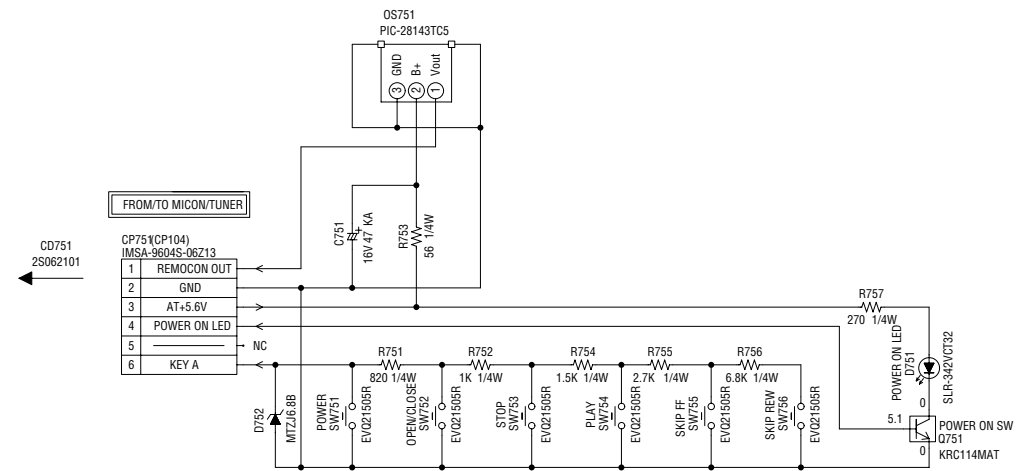 OS751
PIC-28143TC5
GND
B+
Vout
3
2
1
FROM/TO MICON/TUNER
CD751
2S062101
CP751(CP104)
IMSA-9604S-06Z13
1 REMOCON OUT
2 GND
3 AT+5.6V
4 POWER ON LED
5 NC
6 KEY A
C751
16V 47 KA
R753
56 1/4W
R757
270 1/4W
POWER ON LED
D751
SLR-342VCT32
0
5.1
POWER ON SW
Q751
0
KRC114MAT
R751
820 1/4W
R752
1K 1/4W
R754
1.5K 1/4W
R755
2.7K 1/4W
R756
6.8K 1/4W
D752
MTZJ6.8B
POWER
SW751
EVQ21505R
OPEN/CLOSE
SW752
EVQ21505R
STOP
SW753
EVQ21505R
PLAY
SW754
EVQ21505R
SKIP FF
SW755
EVQ21505R
SKIP REW
SW756
EVQ21505R